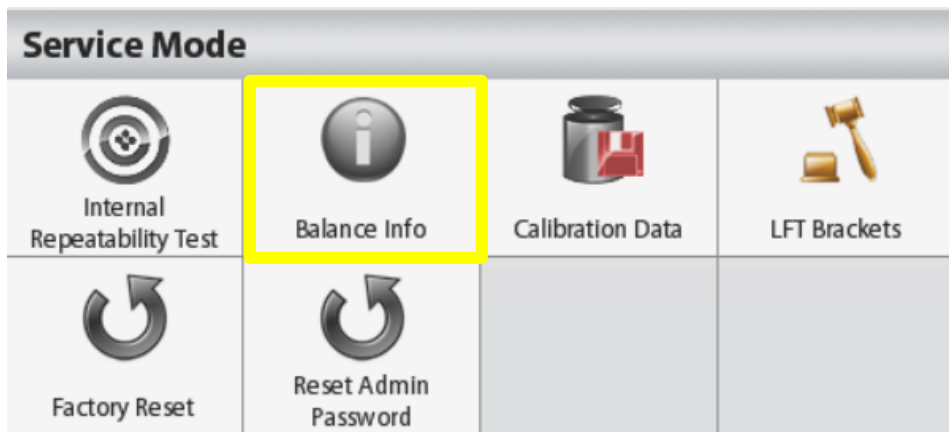 Service Mode
Internal
Repeatability Test
Balance Info
Calibration Data
LFT Brackets
Factory Reset
Reset Admin
Password